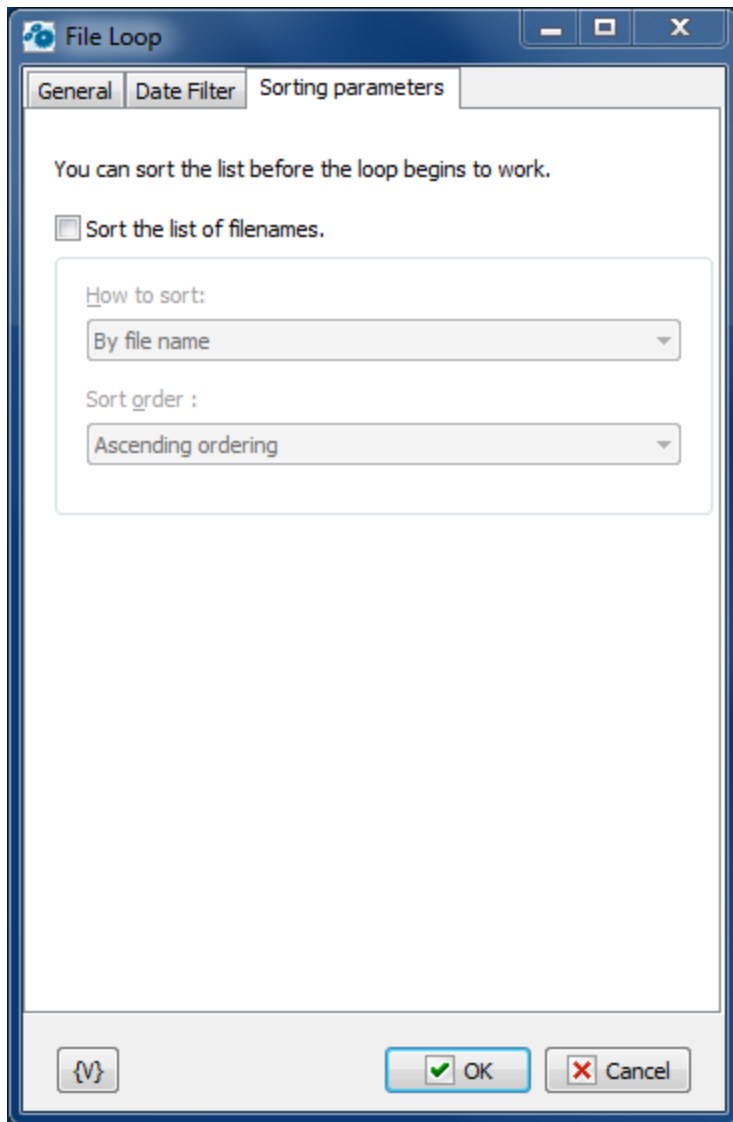 File Loop
General Date Filter Sorting parameters
You can sort the list before the loop begins to work.
Sort the list of filenames.
How to sort:
By file name
Sort order :
Ascending ordering
{V} OK Cancel